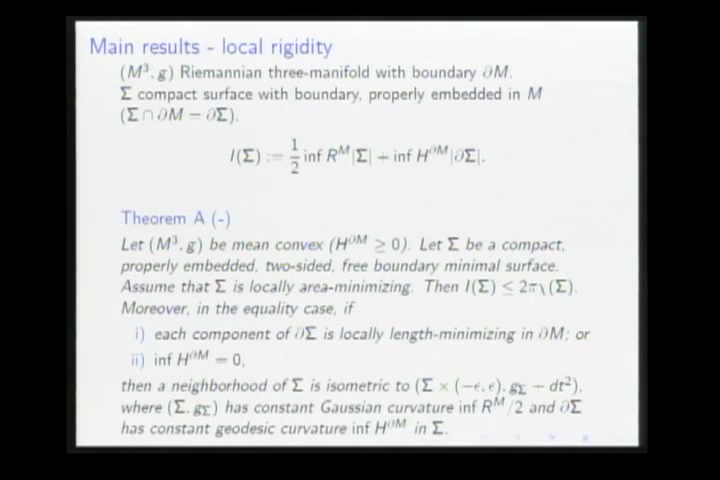 Main results - local rigidity
(M³, g) Riemannian three-manifold with boundary ∂M,
Σ compact surface with boundary, properly embedded in M
(Σ ∩ ∂M = ∂Σ).
I(Σ) := 1/2 inf R^M |Σ| + inf H^∂M |∂Σ|.
Theorem A (-)
Let (M³, g) be mean convex (H^∂M ≥ 0). Let Σ be a compact,
properly embedded, two-sided, free boundary minimal surface.
Assume that Σ is locally area-minimizing. Then I(Σ) ≤ 2πχ(Σ).
Moreover, in the equality case, if
i) each component of ∂Σ is locally length-minimizing in ∂M; or
ii) inf H^∂M = 0,
then a neighborhood of Σ is isometric to (Σ × (−ϵ, ϵ), g_Σ + dt²),
where (Σ, g_Σ) has constant Gaussian curvature inf R^M/2 and ∂Σ
has constant geodesic curvature inf H^∂M in Σ.